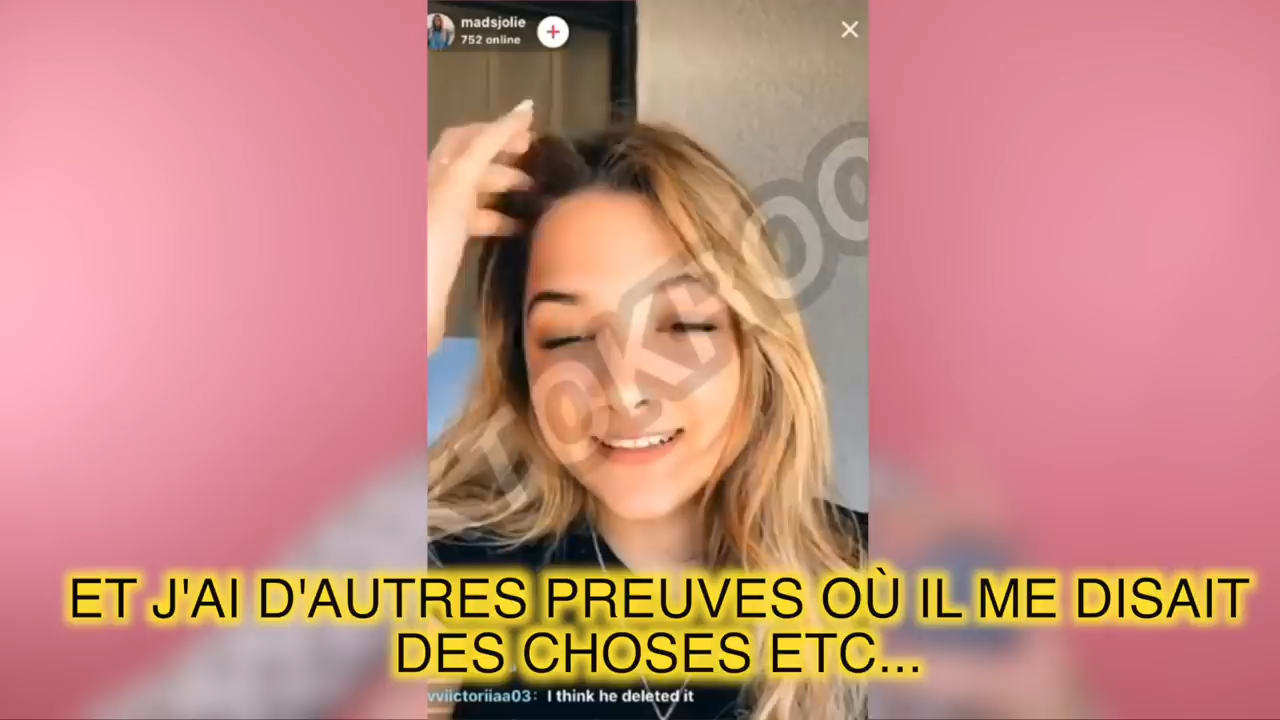 madsjolie
752 online
TOKROO
ET J'AI D'AUTRES PREUVES OÙ IL ME DISAIT
DES CHOSES ETC...
vviictoriiaa03: I think he deleted it